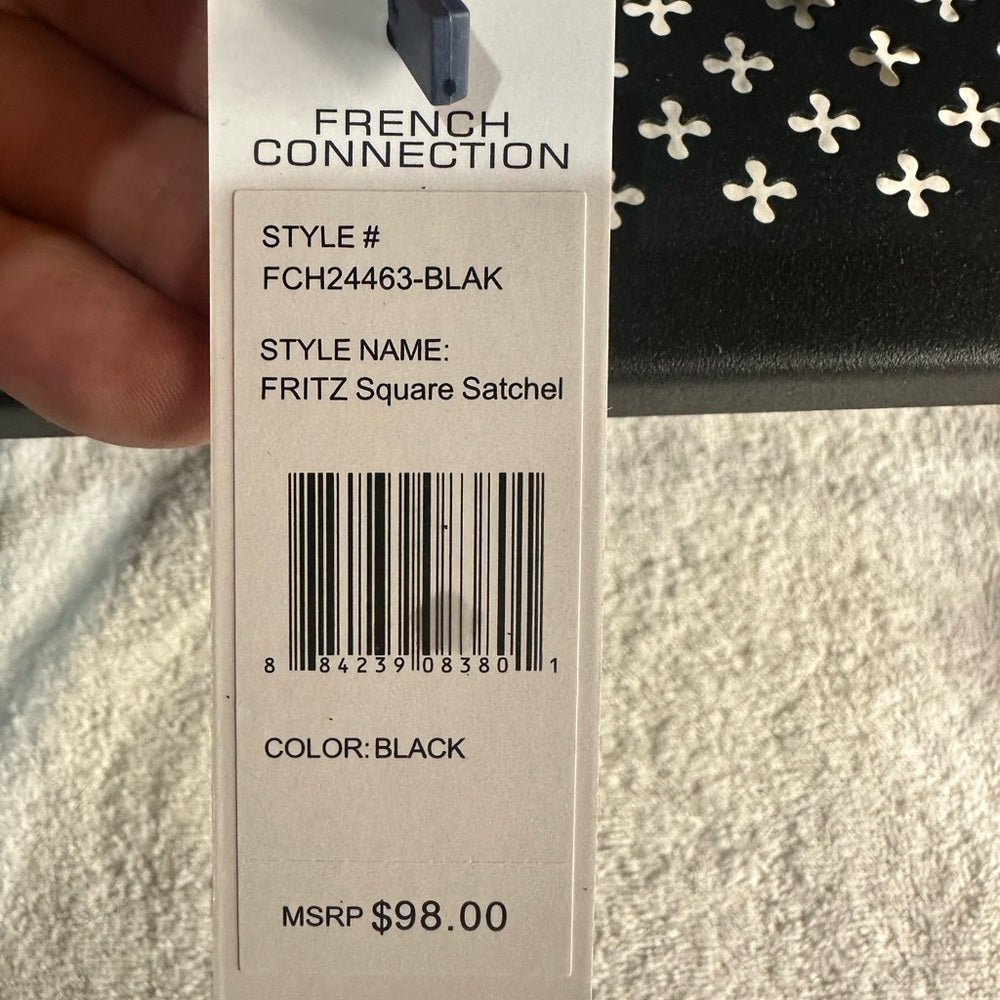 FRENCH
CONNECTION
STYLE #
FCH24463-BLAK
STYLE NAME:
FRITZ Square Satchel
8 84239 08380 1
COLOR: BLACK
MSRP $98.00